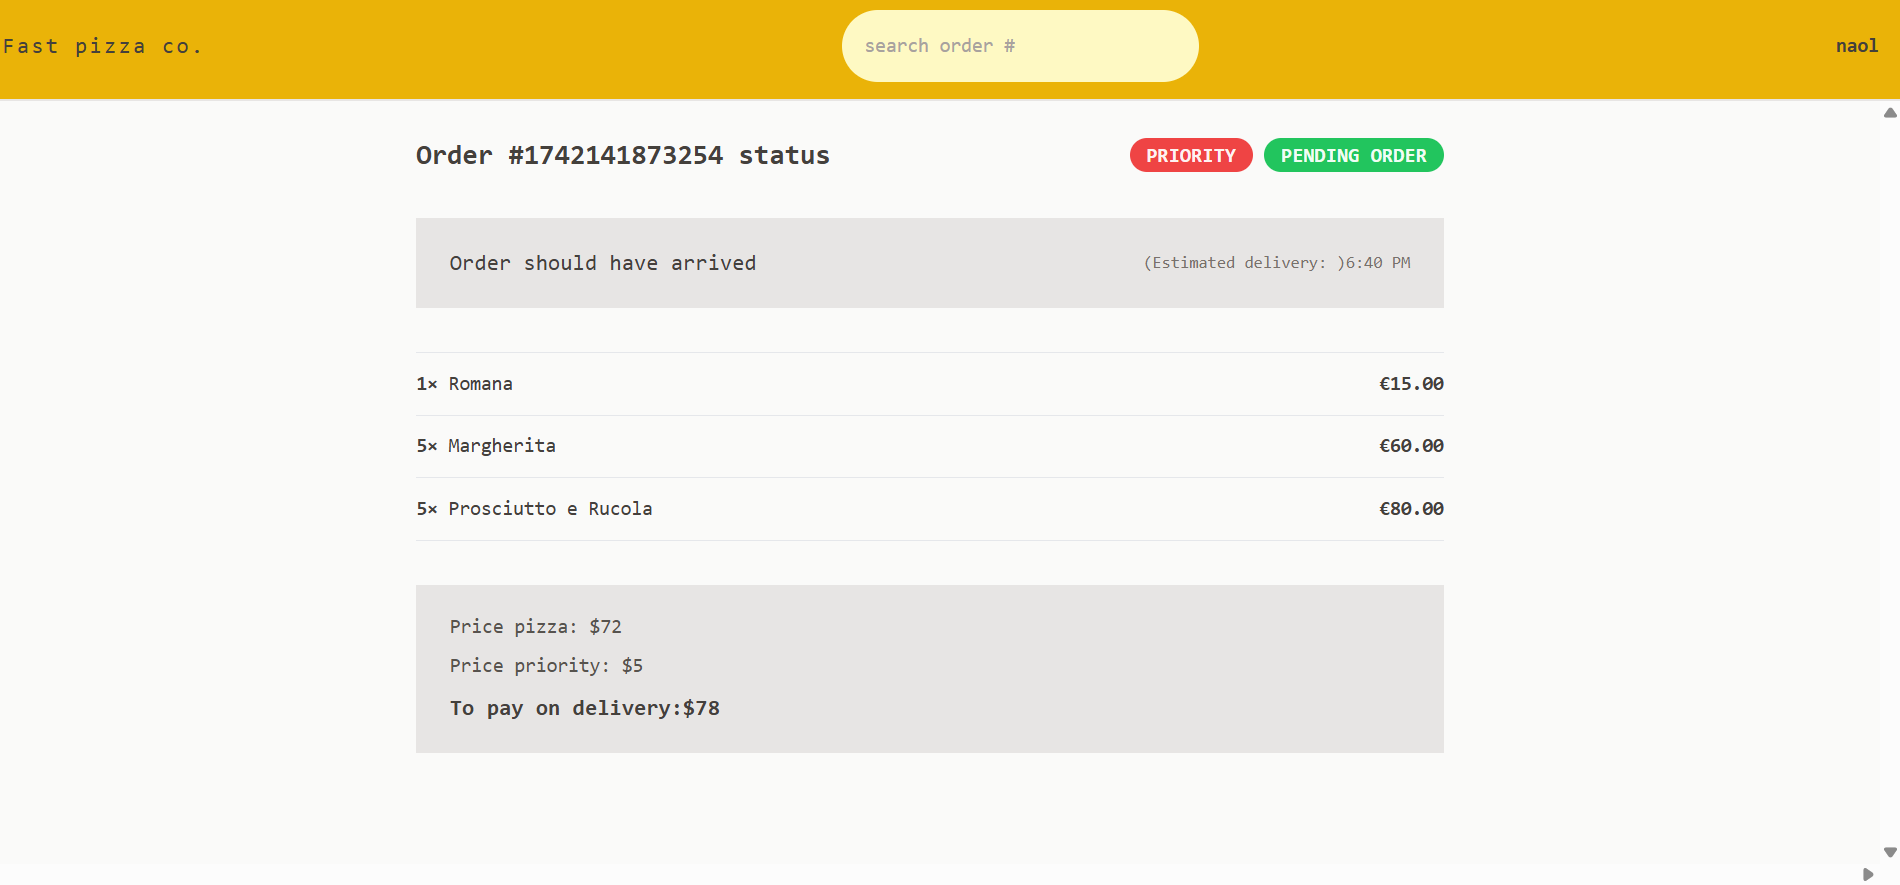 Fast pizza co.
search order #
naol
Order #1742141873254 status
PRIORITY
PENDING ORDER
Order should have arrived
(Estimated delivery: )6:40 PM
1× Romana
€15.00
5× Margherita
€60.00
5× Prosciutto e Rucola
€80.00
Price pizza: $72
Price priority: $5
To pay on delivery:$78